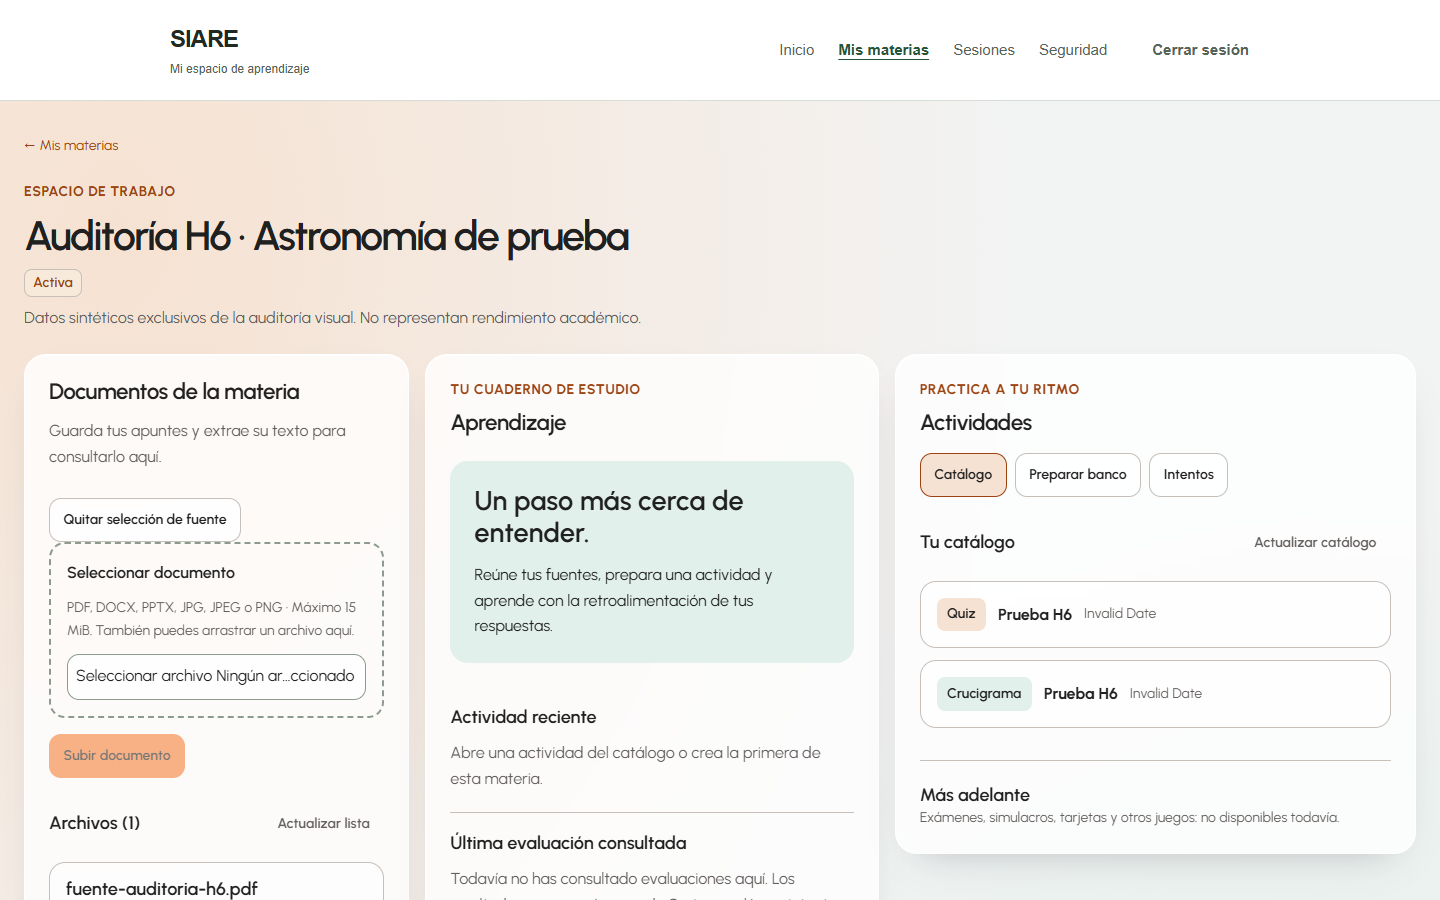 SIARE
Mi espacio de aprendizaje
Inicio
Mis materias
Sesiones
Seguridad
Cerrar sesión
← Mis materias
ESPACIO DE TRABAJO
Auditoría H6 · Astronomía de prueba
Activa
Datos sintéticos exclusivos de la auditoría visual. No representan rendimiento académico.
Documentos de la materia
Guarda tus apuntes y extrae su texto para
consultarlo aquí.
Quitar selección de fuente
Seleccionar documento
PDF, DOCX, PPTX, JPG, JPEG o PNG · Máximo 15
MiB. También puedes arrastrar un archivo aquí.
Seleccionar archivo Ningún ar...ccionado
Subir documento
Archivos (1)
Actualizar lista
fuente-auditoria-h6.pdf
TU CUADERNO DE ESTUDIO
Aprendizaje
Un paso más cerca de
entender.
Reúne tus fuentes, prepara una actividad y
aprende con la retroalimentación de tus
respuestas.
Actividad reciente
Abre una actividad del catálogo o crea la primera de
esta materia.
Última evaluación consultada
Todavía no has consultado evaluaciones aquí. Los
PRACTICA A TU RITMO
Actividades
Catálogo
Preparar banco
Intentos
Tu catálogo
Actualizar catálogo
Quiz
Prueba H6
Invalid Date
Crucigrama
Prueba H6
Invalid Date
Más adelante
Exámenes, simulacros, tarjetas y otros juegos: no disponibles todavía.